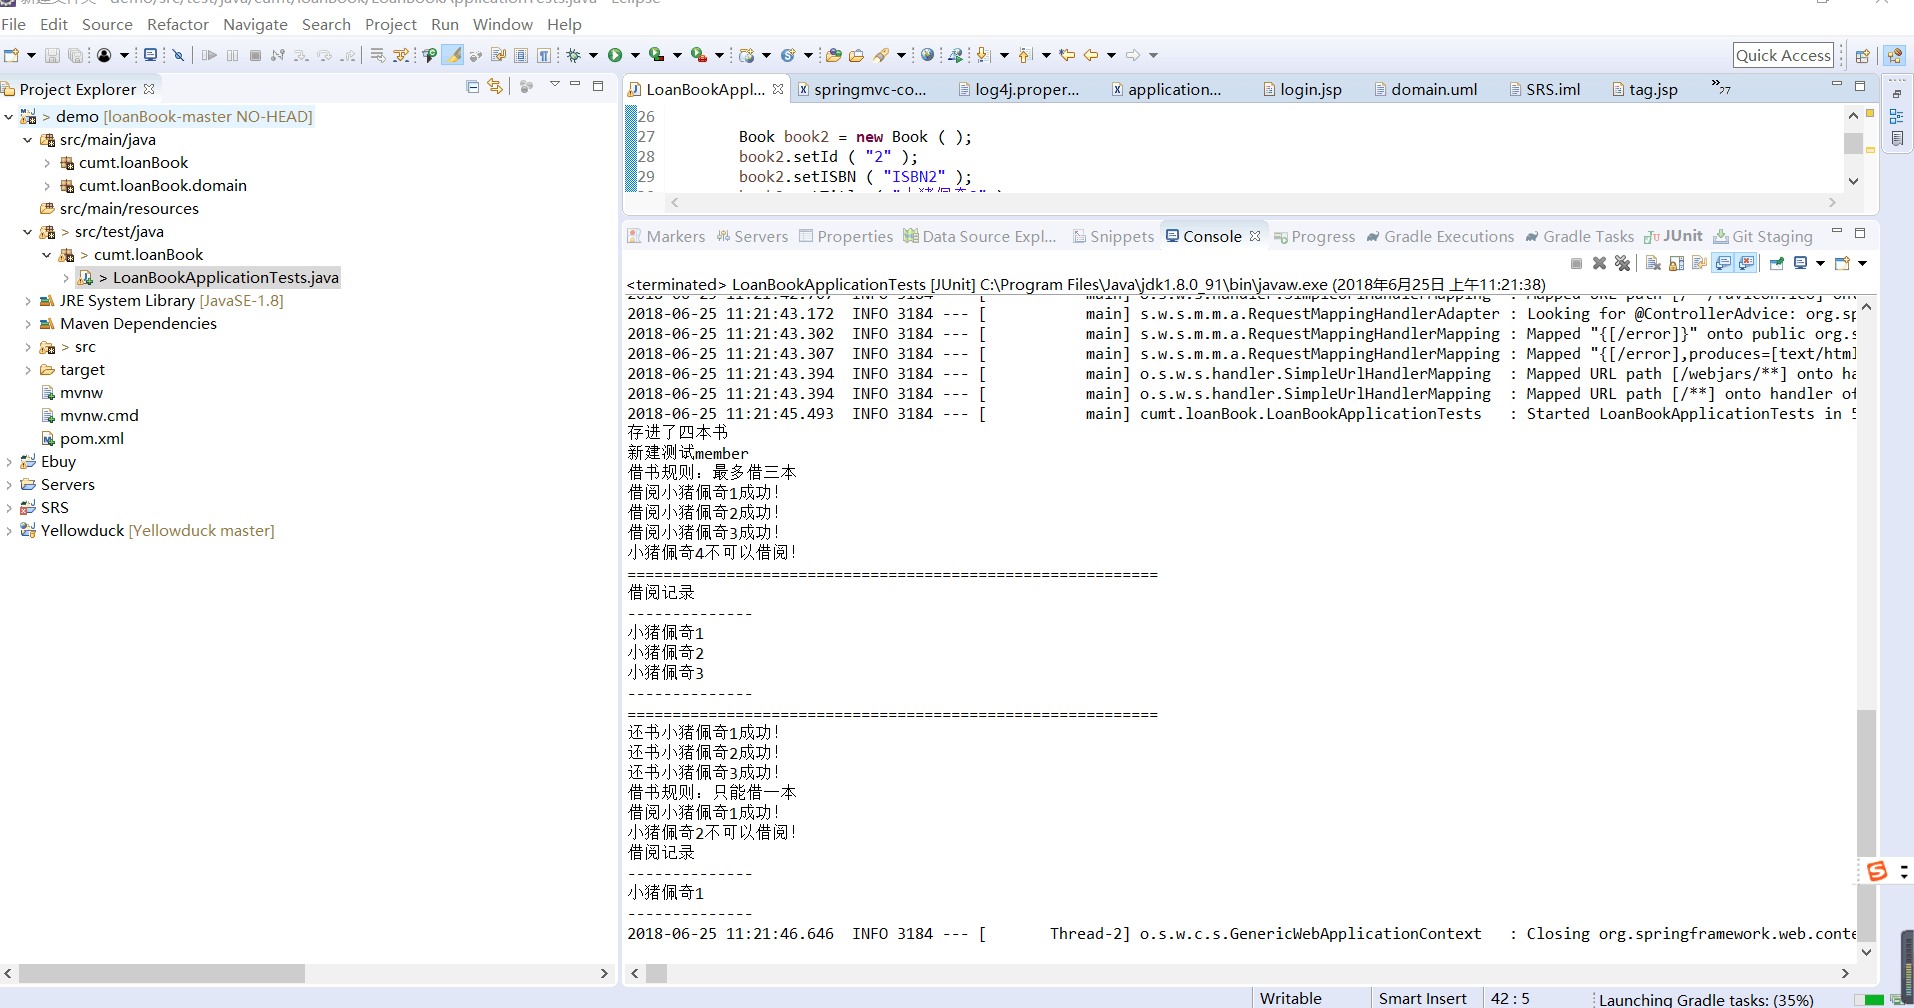 File Edit Source Refactor Navigate Search Project Run Window Help
Quick Access
Project Explorer
LoanBookAppl... springmvc-co... log4j.proper... application... login.jsp domain.uml SRS.iml tag.jsp »27
> demo [loanBook-master NO-HEAD]
src/main/java
cumt.loanBook
cumt.loanBook.domain
src/main/resources
> src/test/java
> cumt.loanBook
> LoanBookApplicationTests.java
JRE System Library [JavaSE-1.8]
Maven Dependencies
> src
target
mvnw
mvnw.cmd
pom.xml
Ebuy
Servers
SRS
Yellowduck [Yellowduck master]
26
27 Book book2 = new Book ( );
28 book2.setId ( "2" );
29 book2.setISBN ( "ISBN2" );
Markers Servers Properties Data Source Expl... Snippets Console Progress Gradle Executions Gradle Tasks JUnit Git Staging
<terminated> LoanBookApplicationTests [JUnit] C:\Program Files\Java\jdk1.8.0_91\bin\javaw.exe (2018年6月25日 上午11:21:38)
2018-06-25 11:21:43.172  INFO 3184 --- [           main] s.w.s.m.m.a.RequestMappingHandlerAdapter : Looking for @ControllerAdvice: org.sp
2018-06-25 11:21:43.302  INFO 3184 --- [           main] s.w.s.m.m.a.RequestMappingHandlerMapping : Mapped "{[/error]}" onto public org.s
2018-06-25 11:21:43.307  INFO 3184 --- [           main] s.w.s.m.m.a.RequestMappingHandlerMapping : Mapped "{[/error],produces=[text/html
2018-06-25 11:21:43.394  INFO 3184 --- [           main] o.s.w.s.handler.SimpleUrlHandlerMapping  : Mapped URL path [/webjars/**] onto ha
2018-06-25 11:21:43.394  INFO 3184 --- [           main] o.s.w.s.handler.SimpleUrlHandlerMapping  : Mapped URL path [/**] onto handler of
2018-06-25 11:21:45.493  INFO 3184 --- [           main] cumt.loanBook.LoanBookApplicationTests   : Started LoanBookApplicationTests in 5
存进了四本书
新建测试member
借书规则：最多借三本
借阅小猪佩奇1成功！
借阅小猪佩奇2成功！
借阅小猪佩奇3成功！
小猪佩奇4不可以借阅！
===========================================================
借阅记录
--------------
小猪佩奇1
小猪佩奇2
小猪佩奇3
--------------
===========================================================
还书小猪佩奇1成功！
还书小猪佩奇2成功！
还书小猪佩奇3成功！
借书规则：只能借一本
借阅小猪佩奇1成功！
小猪佩奇2不可以借阅！
借阅记录
--------------
小猪佩奇1
--------------
2018-06-25 11:21:46.646  INFO 3184 --- [       Thread-2] o.s.w.c.s.GenericWebApplicationContext   : Closing org.springframework.web.conte
Writable Smart Insert 42 : 5 Launching Gradle tasks: (35%)